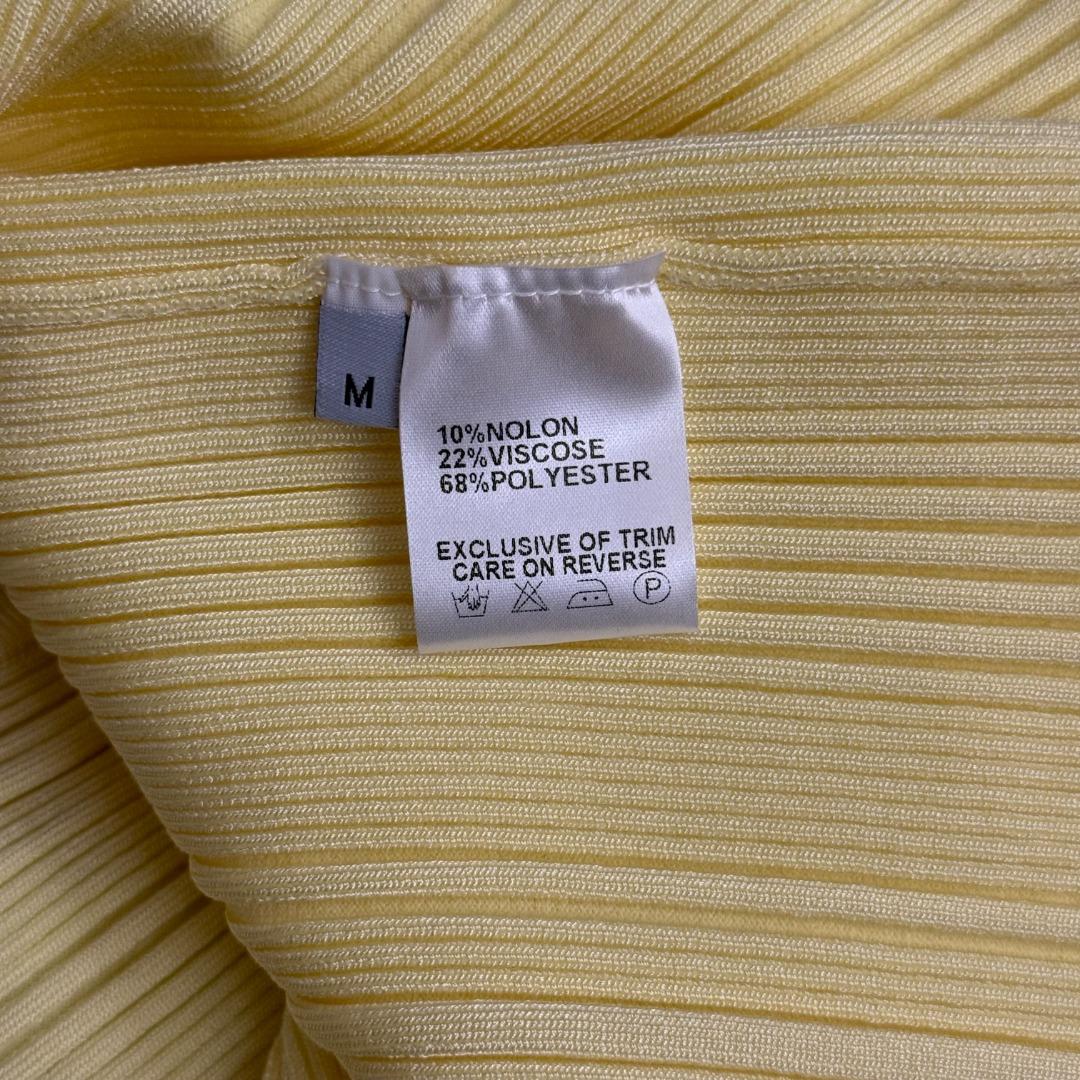 M
10%NOLON
22%VISCOSE
68%POLYESTER
EXCLUSIVE OF TRIM
CARE ON REVERSE
P